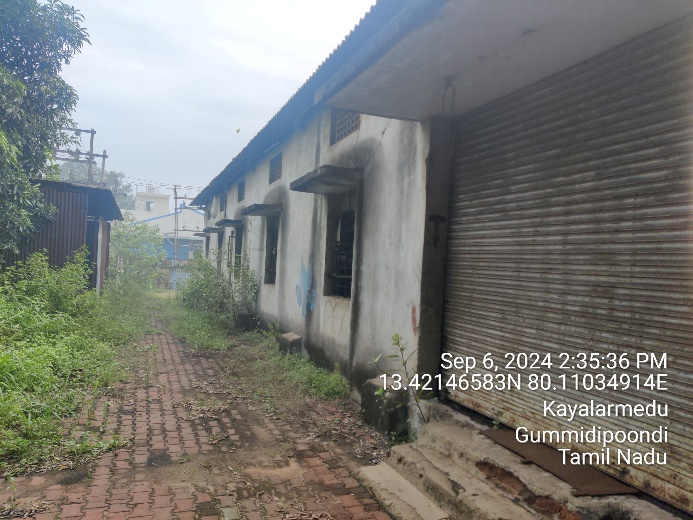 Sep 6, 2024 2:35:36 PM
13.42146583N 80.11034914E
Kayalarmedu
Gummidipoondi
Tamil Nadu